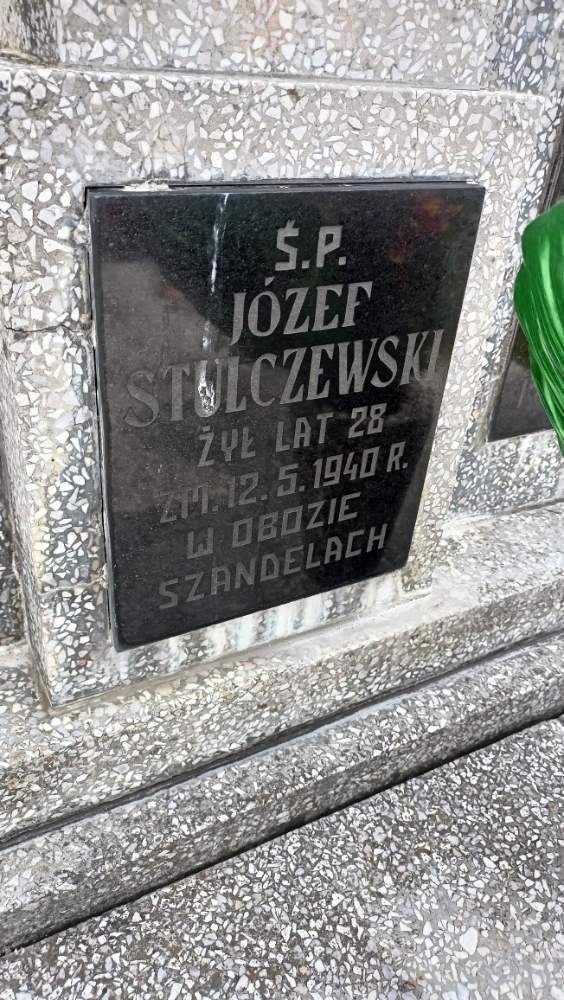 Ś.P.
JÓZEF
STULCZEWSKI
ŻYŁ LAT 28
ZM. 12.5.1940 R.
W OBOZIE
SZANDELACH